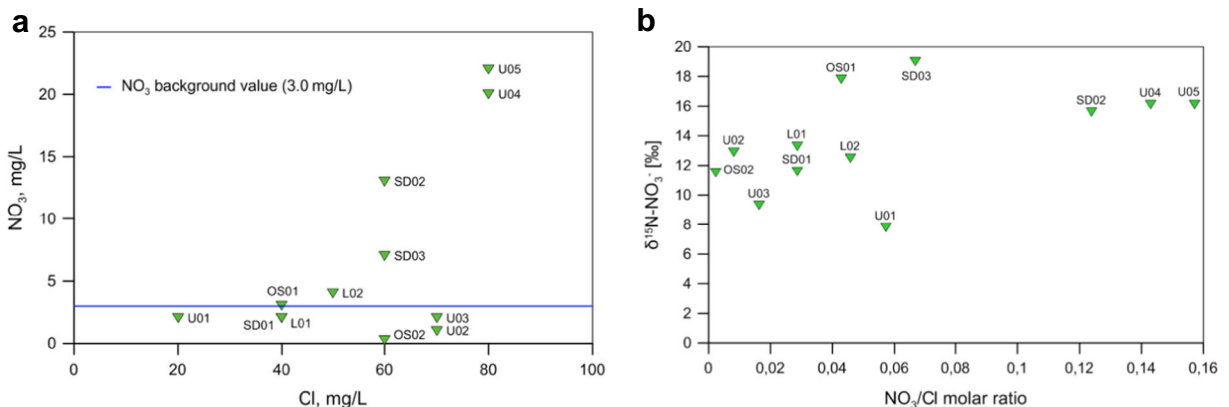 a
25
20
15
10
5
0
NO3, mg/L
NO3 background value (3.0 mg/L)
U05
U04
SD02
SD03
OS01
L02
U01
SD01
L01
U03
U02
OS02
20
40
60
80
100
Cl, mg/L
b
20
18
16
14
12
10
8
6
4
2
0
δ15N-NO3- [‰]
OS01
SD03
SD02
U04
U05
U02
L01
L02
OS02
SD01
U03
U01
0
0,02
0,04
0,06
0,08
0,1
0,12
0,14
0,16
NO3/Cl molar ratio